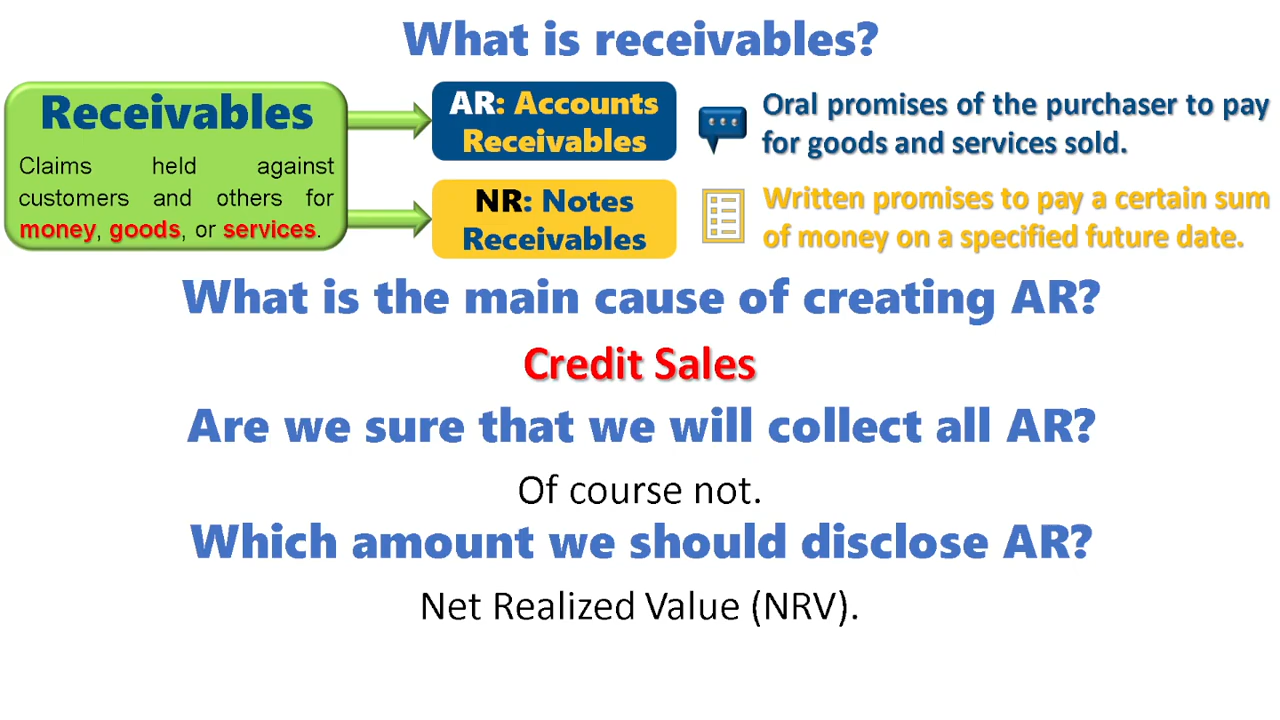 What is receivables?
Receivables
Claims held against
customers and others for
money, goods, or services.
AR: Accounts
Receivables
Oral promises of the purchaser to pay
for goods and services sold.
NR: Notes
Receivables
Written promises to pay a certain sum
of money on a specified future date.
What is the main cause of creating AR?
Credit Sales
Are we sure that we will collect all AR?
Of course not.
Which amount we should disclose AR?
Net Realized Value (NRV).